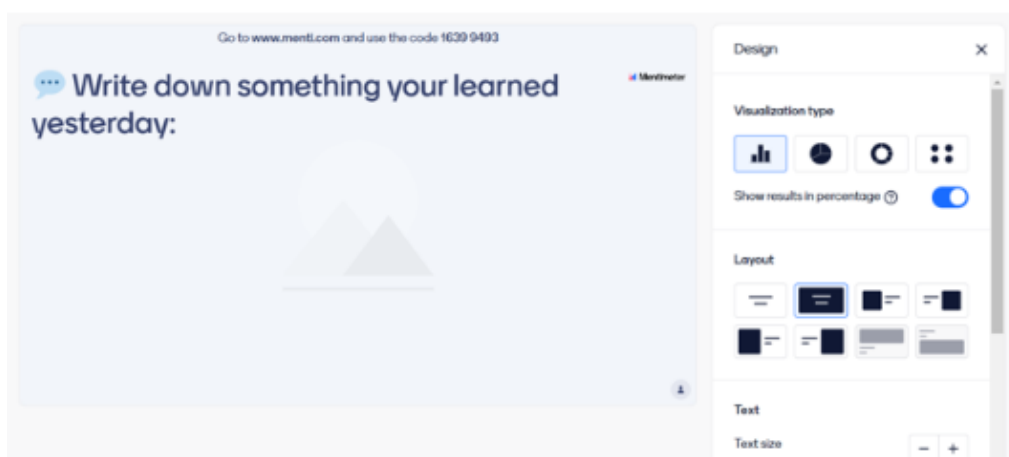 Go to www.menti.com and use the code 1639 9493
💬 Write down something your learned
yesterday:
Mentimeter
Design
Visualization type
Show results in percentage
Layout
Text
Text size